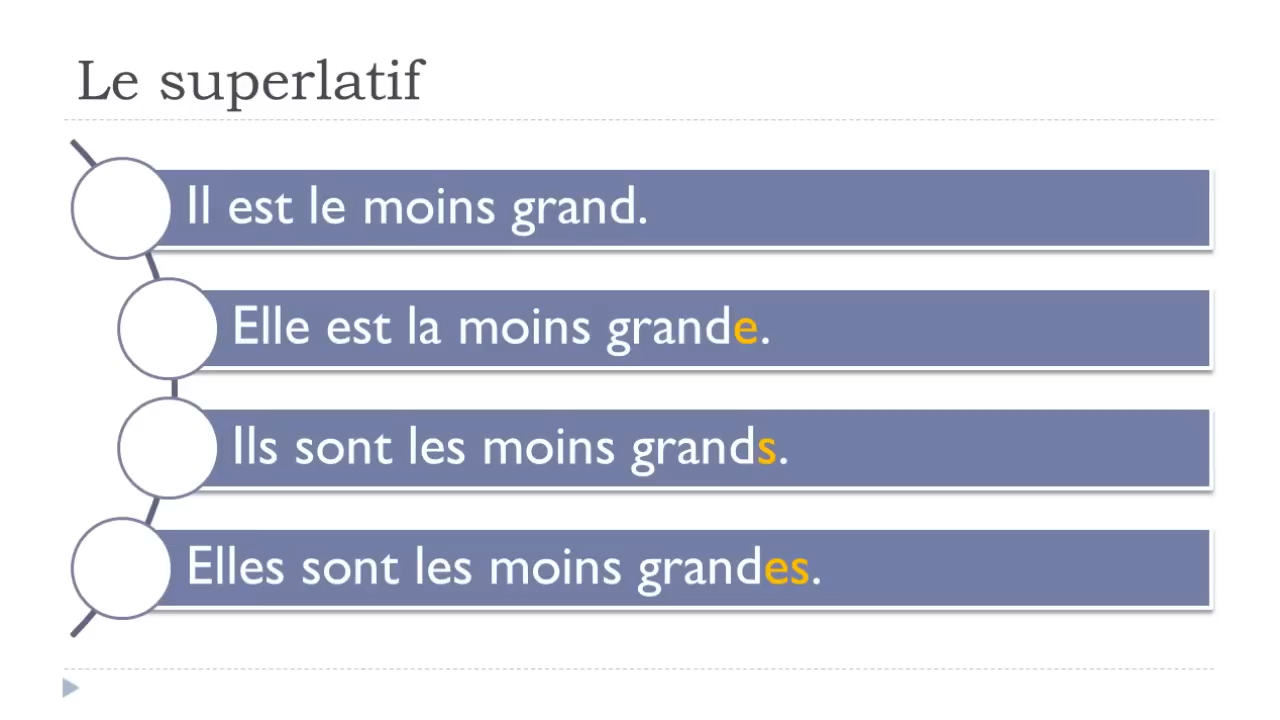 Le superlatif
Il est le moins grand.
Elle est la moins grande.
Ils sont les moins grands.
Elles sont les moins grandes.